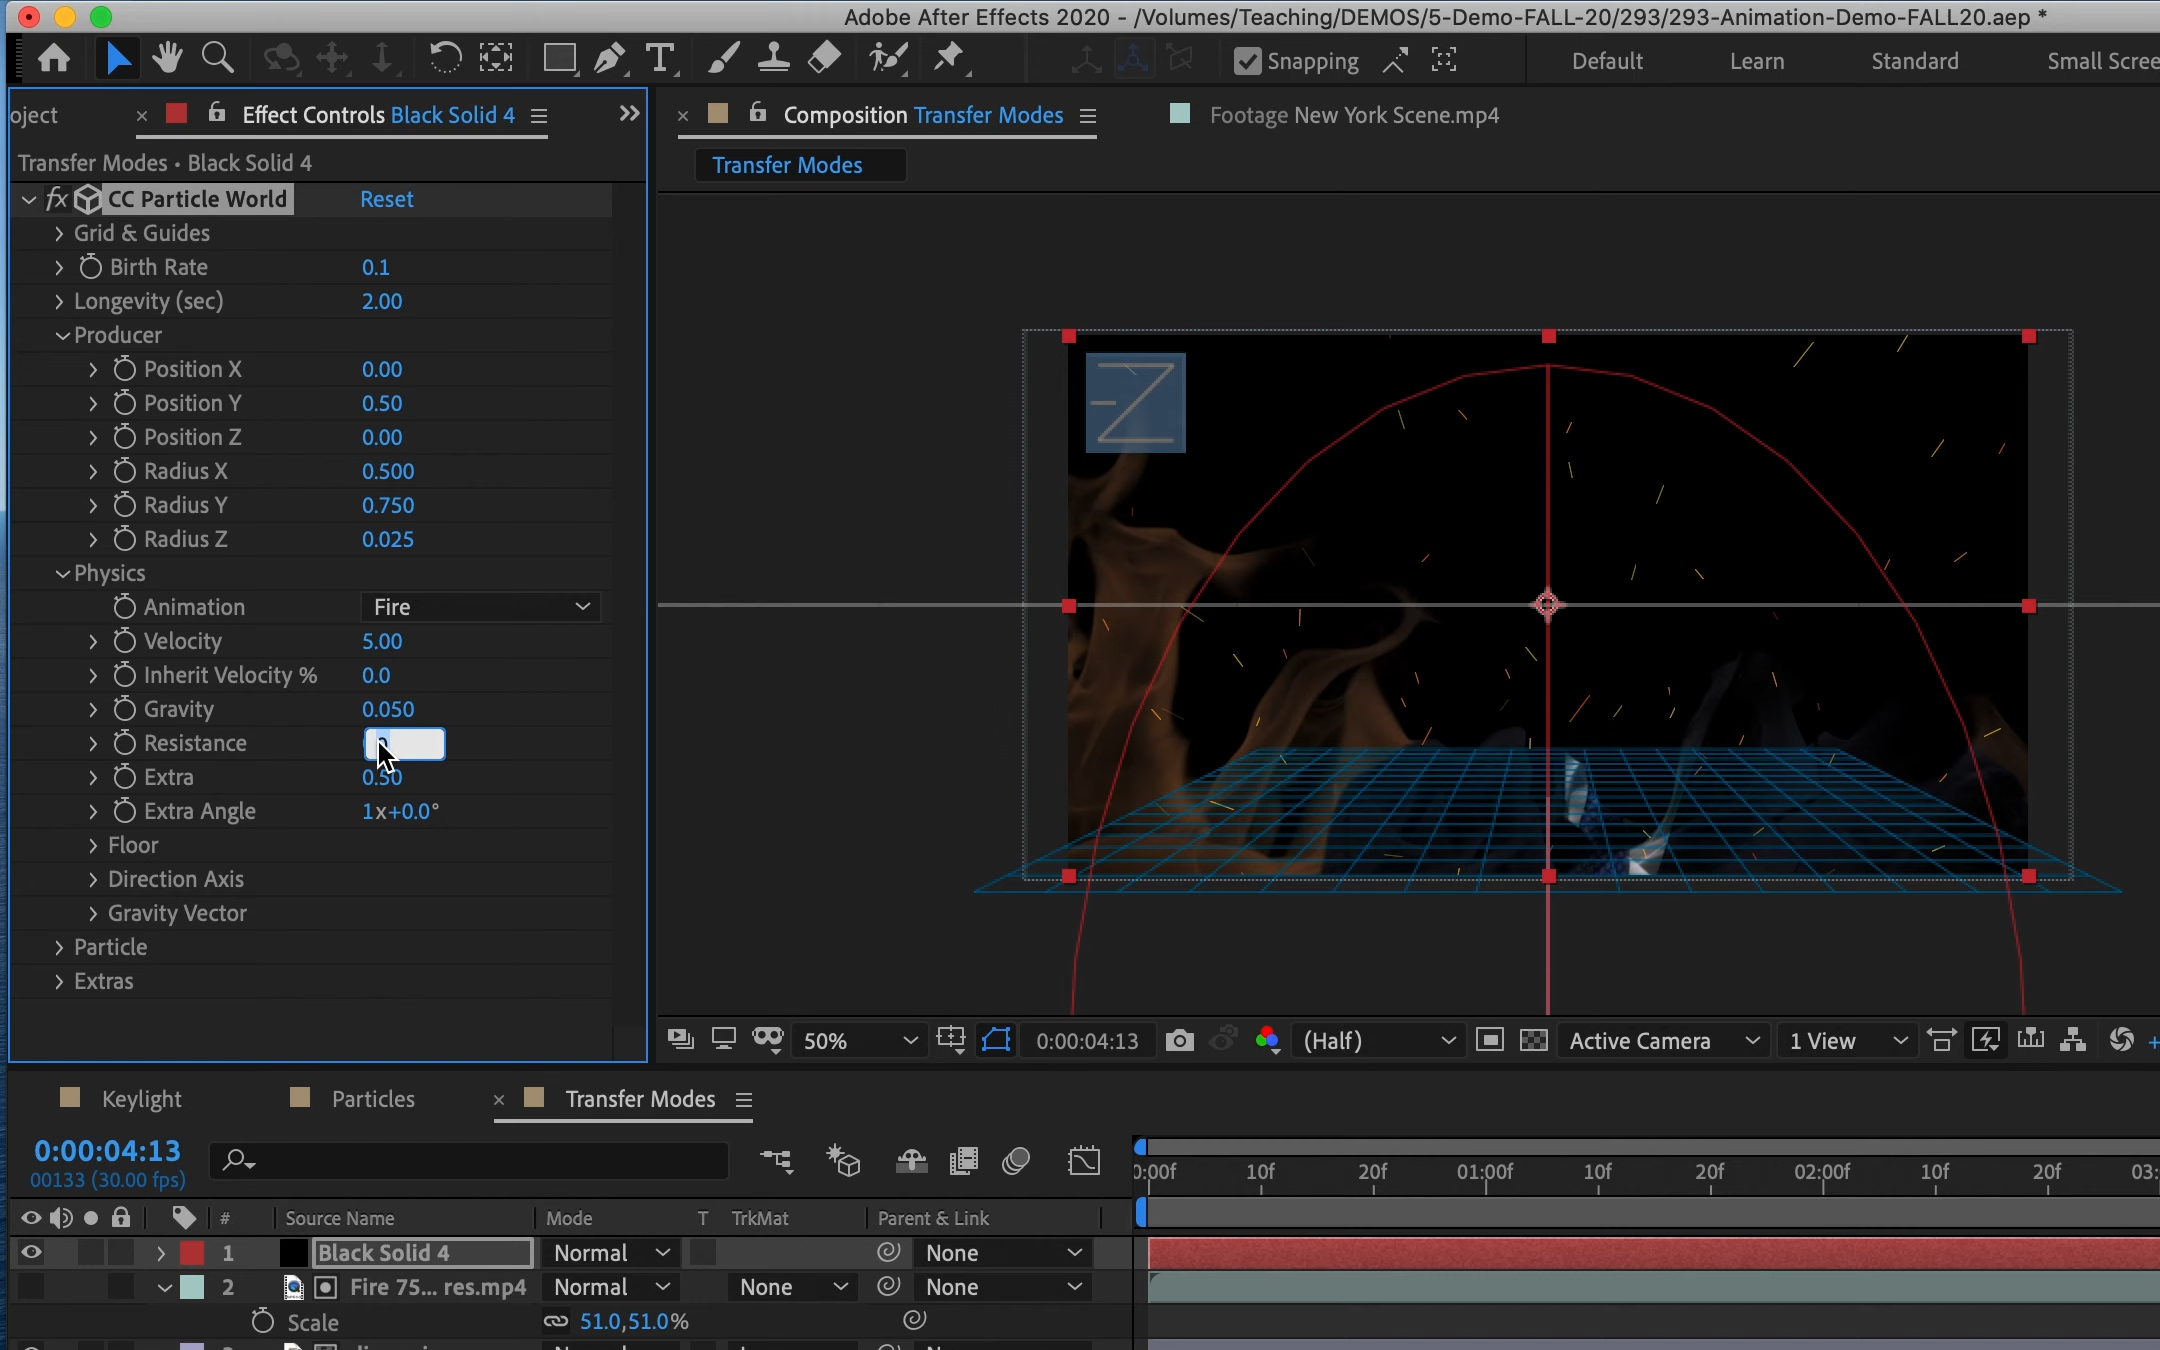 Adobe After Effects 2020 - /Volumes/Teaching/DEMOS/5-Demo-FALL-20/293/293-Animation-Demo-FALL20.aep *
Snapping
Default
Learn
Standard
Small Scree
oject
Effect Controls Black Solid 4
Composition Transfer Modes
Footage New York Scene.mp4
Transfer Modes • Black Solid 4
Transfer Modes
fx CC Particle World Reset
Grid & Guides
Birth Rate 0.1
Longevity (sec) 2.00
Producer
Position X 0.00
Position Y 0.50
Position Z 0.00
Radius X 0.500
Radius Y 0.750
Radius Z 0.025
Physics
Animation Fire
Velocity 5.00
Inherit Velocity % 0.0
Gravity 0.050
Resistance
Extra 0.50
Extra Angle 1x+0.0°
Floor
Direction Axis
Gravity Vector
Particle
Extras
50%
0:00:04:13
(Half)
Active Camera
1 View
Keylight
Particles
Transfer Modes
0:00:04:13
00133 (30.00 fps)
0:00f 10f 20f 01:00f 10f 20f 02:00f 10f 20f 03:
# Source Name Mode T TrkMat Parent & Link
1 Black Solid 4 Normal None
2 Fire 75... res.mp4 Normal None None
Scale 51.0,51.0%